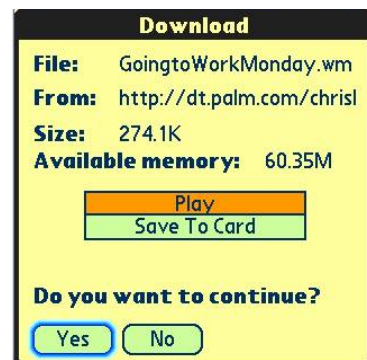 Download
File: GoingtoWorkMonday.wm
From: http://dt.palm.com/chrisl
Size: 274.1K
Available memory: 60.35M
Play
Save To Card
Do you want to continue?
Yes No